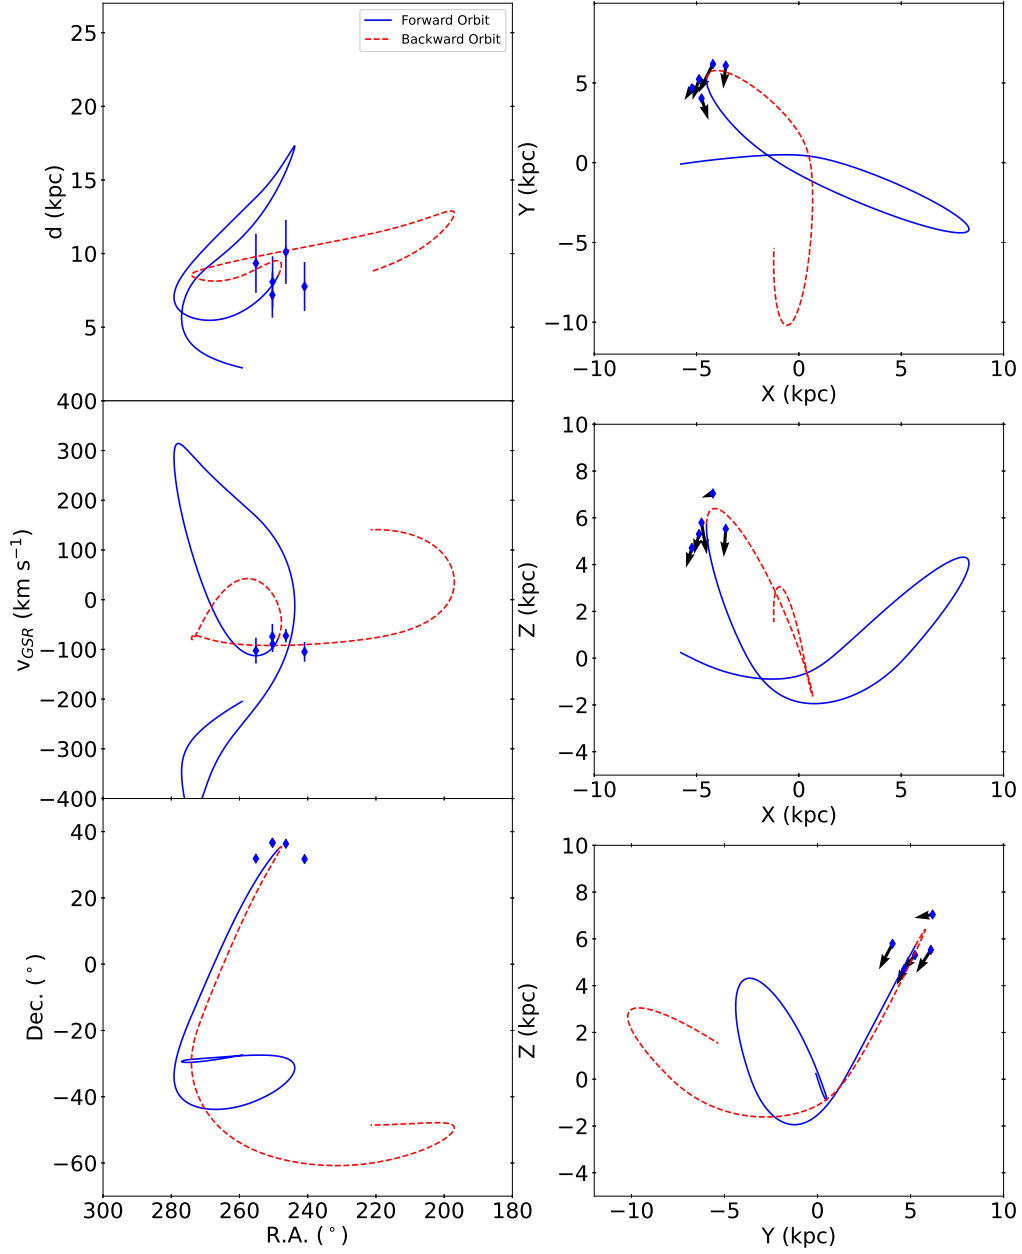 Forward Orbit
Backward Orbit
25
20
15
10
5
d (kpc)
400
300
200
100
0
−100
−200
−300
−400
v_GSR (km s⁻¹)
40
20
0
−20
−40
−60
Dec. (°)
300 280 260 240 220 200 180
R.A. (°)
5
0
−5
−10
Y (kpc)
−10 −5 0 5 10
X (kpc)
10
8
6
4
2
0
−2
−4
Z (kpc)
−10 −5 0 5 10
X (kpc)
10
8
6
4
2
0
−2
−4
Z (kpc)
−10 −5 0 5 10
Y (kpc)